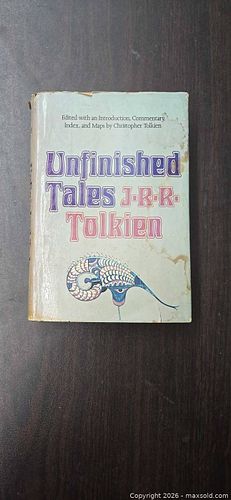 Edited with an Introduction, Commentary,
Index, and Maps by Christopher Tolkien
Unfinished
Tales J·R·R·
Tolkien
Copyright 2026 - maxsold.com